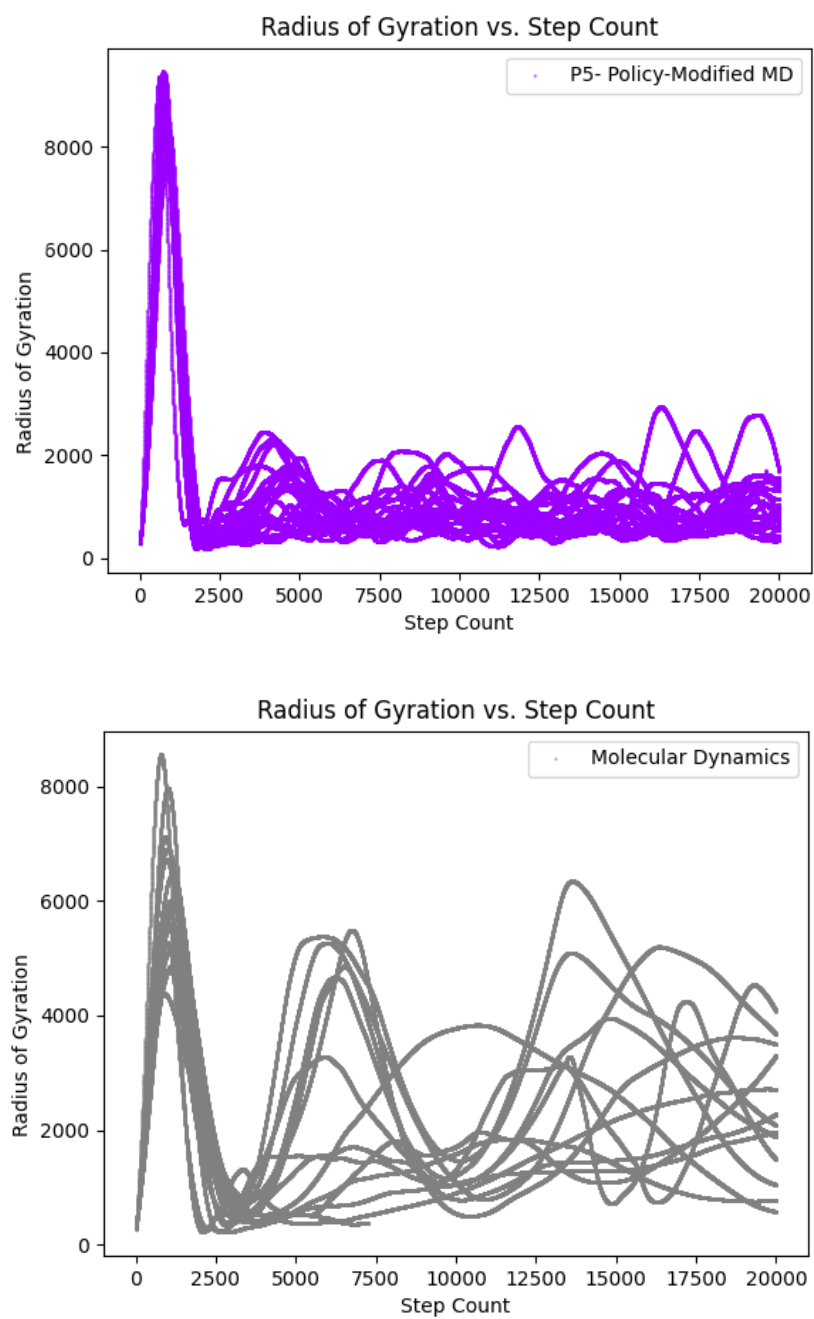 Radius of Gyration vs. Step Count
P5- Policy-Modified MD
Radius of Gyration
8000
6000
4000
2000
0
0 2500 5000 7500 10000 12500 15000 17500 20000
Step Count
Radius of Gyration vs. Step Count
Molecular Dynamics
Radius of Gyration
8000
6000
4000
2000
0
0 2500 5000 7500 10000 12500 15000 17500 20000
Step Count